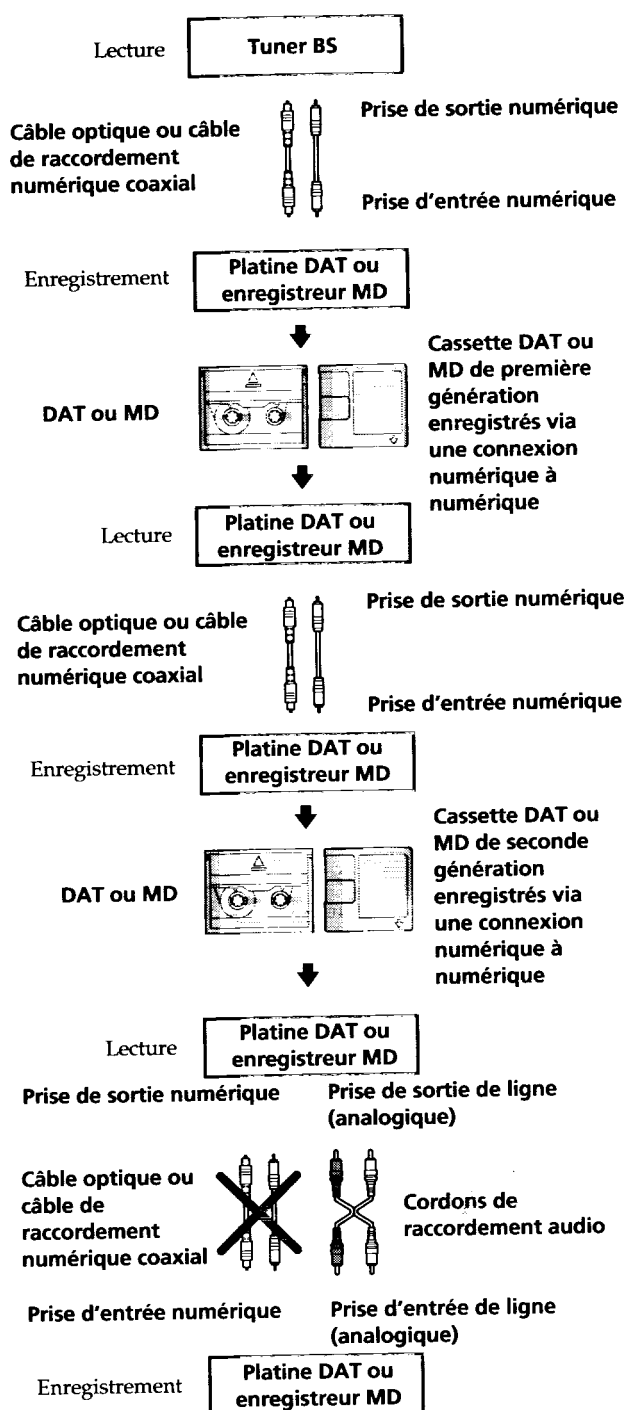 Lecture
Tuner BS
Câble optique ou câble
de raccordement
numérique coaxial
Prise de sortie numérique
Prise d'entrée numérique
Enregistrement
Platine DAT ou
enregistreur MD
DAT ou MD
Cassette DAT ou
MD de première
génération
enregistrés via
une connexion
numérique à
numérique
Lecture
Platine DAT ou
enregistreur MD
Câble optique ou câble
de raccordement
numérique coaxial
Prise de sortie numérique
Prise d'entrée numérique
Enregistrement
Platine DAT ou
enregistreur MD
DAT ou MD
Cassette DAT ou
MD de seconde
génération
enregistrés via
une connexion
numérique à
numérique
Lecture
Platine DAT ou
enregistreur MD
Prise de sortie numérique
Prise de sortie de ligne
(analogique)
Câble optique ou
câble de
raccordement
numérique coaxial
Cordons de
raccordement audio
Prise d'entrée numérique
Prise d'entrée de ligne
(analogique)
Enregistrement
Platine DAT ou
enregistreur MD